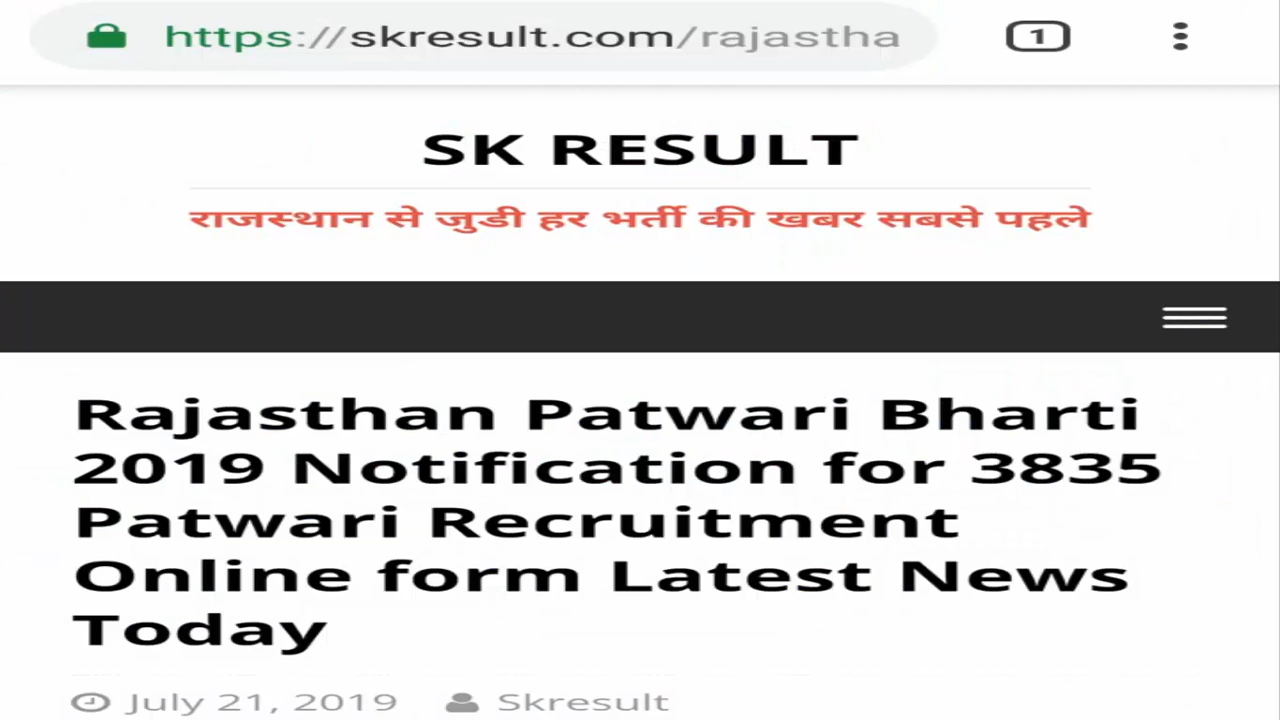 https://skresult.com/rajastha
1
SK RESULT
राजस्थान से जुडी हर भर्ती की खबर सबसे पहले
Rajasthan Patwari Bharti
2019 Notification for 3835
Patwari Recruitment
Online form Latest News
Today
July 21, 2019 Skresult